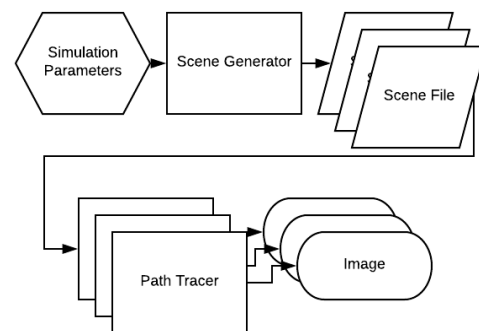 Simulation
Parameters
Scene Generator
Scene File
Path Tracer
Image